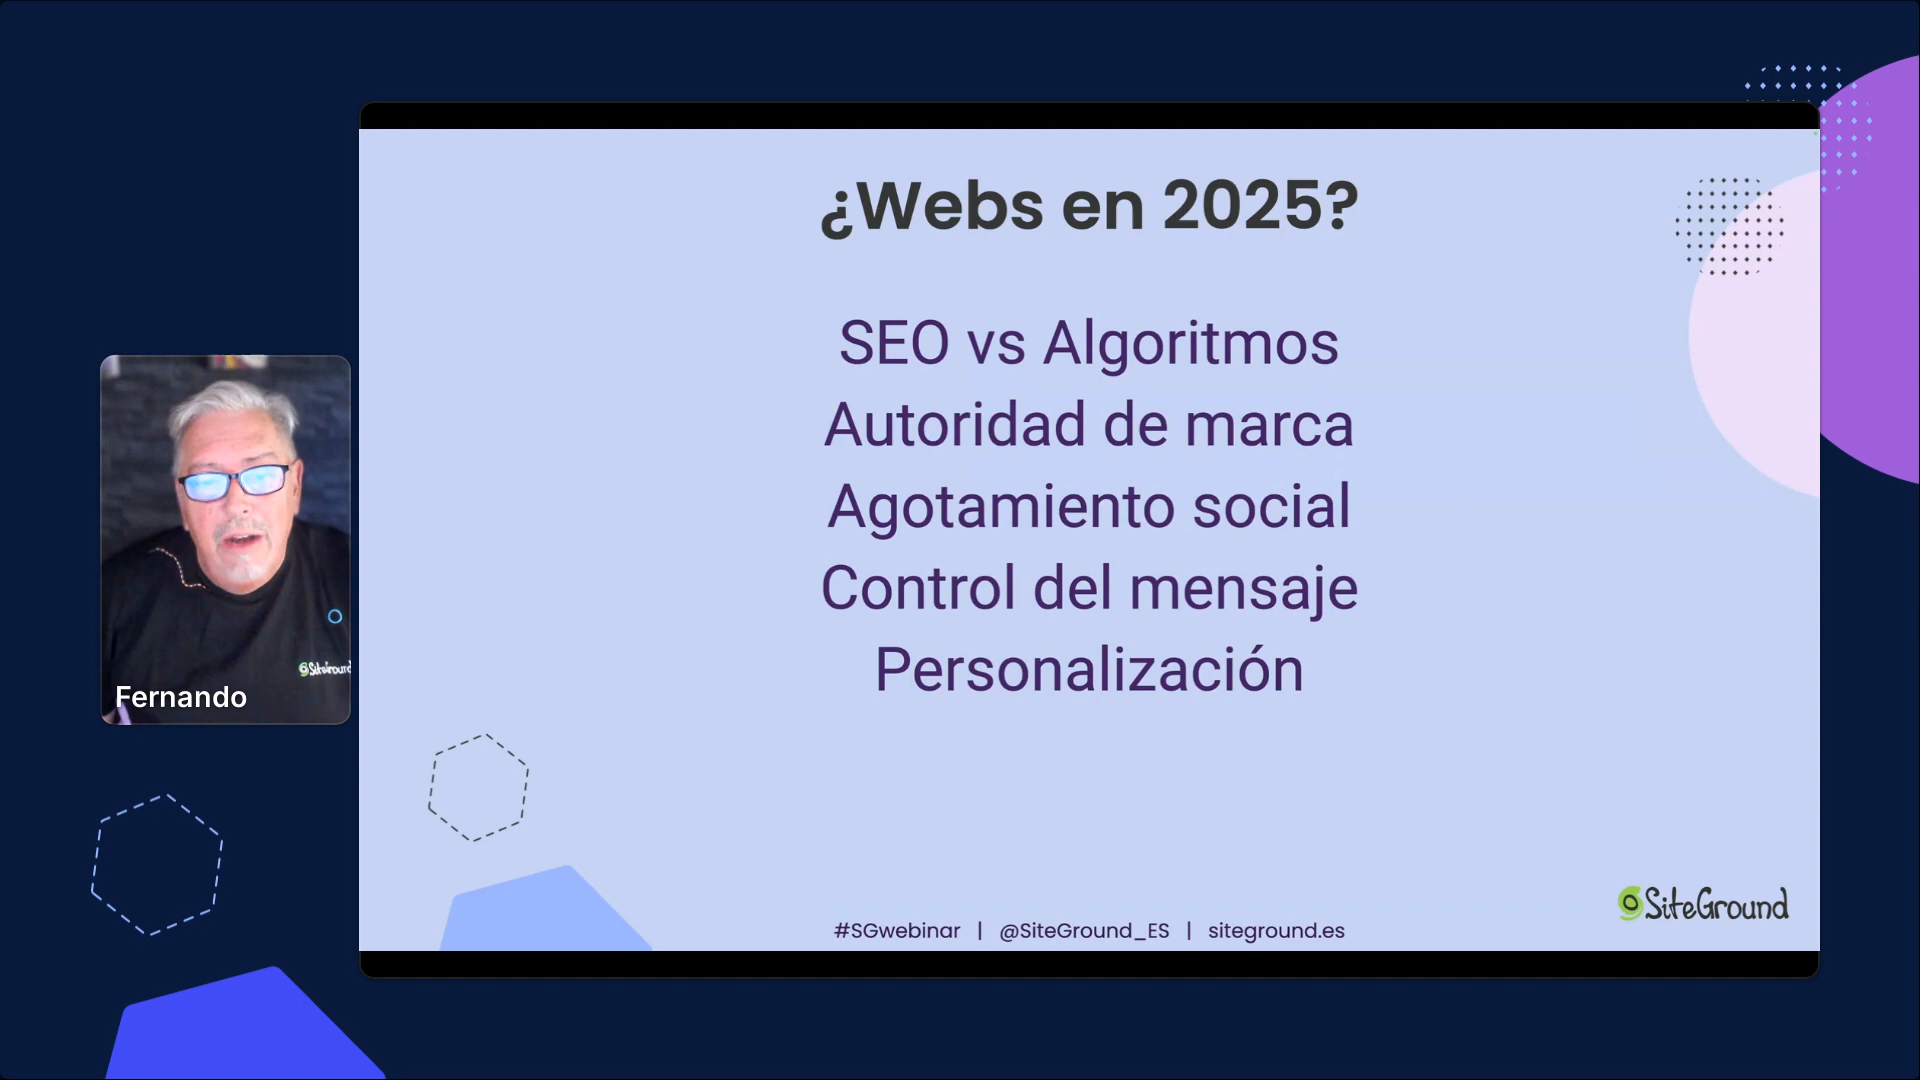 ¿Webs en 2025?
SEO vs Algoritmos
Autoridad de marca
Agotamiento social
Control del mensaje
Personalización
SiteGround
Fernando
#SGwebinar | @SiteGround_ES | siteground.es
SiteGround